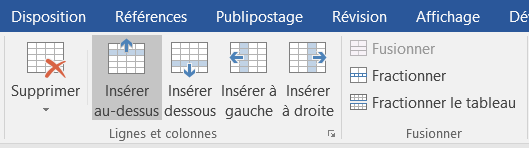 Disposition Références Publipostage Révision Affichage Dé
Supprimer
Insérer au-dessus
Insérer dessous
Insérer à gauche
Insérer à droite
Lignes et colonnes
Fusionner
Fractionner
Fractionner le tableau
Fusionner